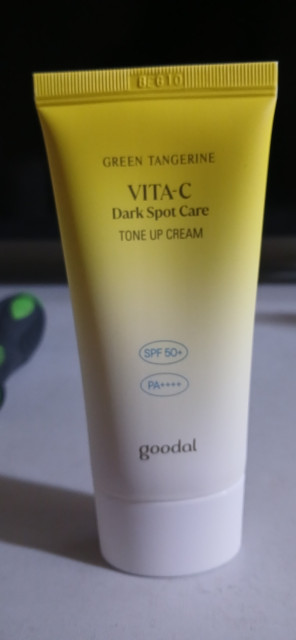 GREEN TANGERINE
VITA-C
Dark Spot Care
TONE UP CREAM
SPF 50+
PA++++
goodal